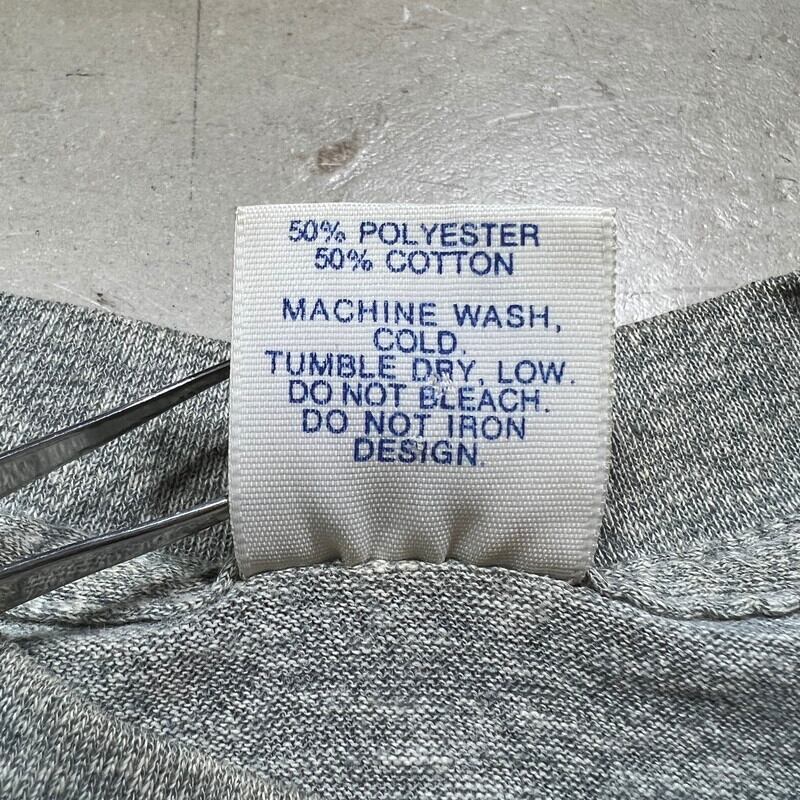 50% POLYESTER
50% COTTON
MACHINE WASH,
COLD.
TUMBLE DRY, LOW.
DO NOT BLEACH.
DO NOT IRON
DESIGN.